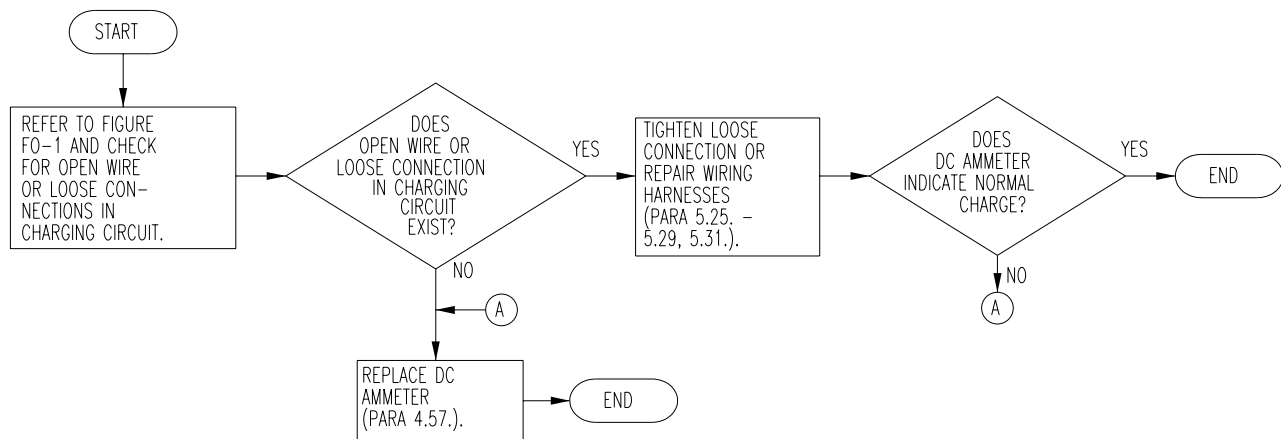 START
REFER TO FIGURE
FO-1 AND CHECK
FOR OPEN WIRE
OR LOOSE CON-
NECTIONS IN
CHARGING CIRCUIT.
DOES
OPEN WIRE OR
LOOSE CONNECTION
IN CHARGING
CIRCUIT
EXIST?
YES
TIGHTEN LOOSE
CONNECTION OR
REPAIR WIRING
HARNESSES
(PARA 5.25. –
5.29, 5.31.).
DOES
DC AMMETER
INDICATE NORMAL
CHARGE?
YES
END
NO
A
NO
A
REPLACE DC
AMMETER
(PARA 4.57.).
END